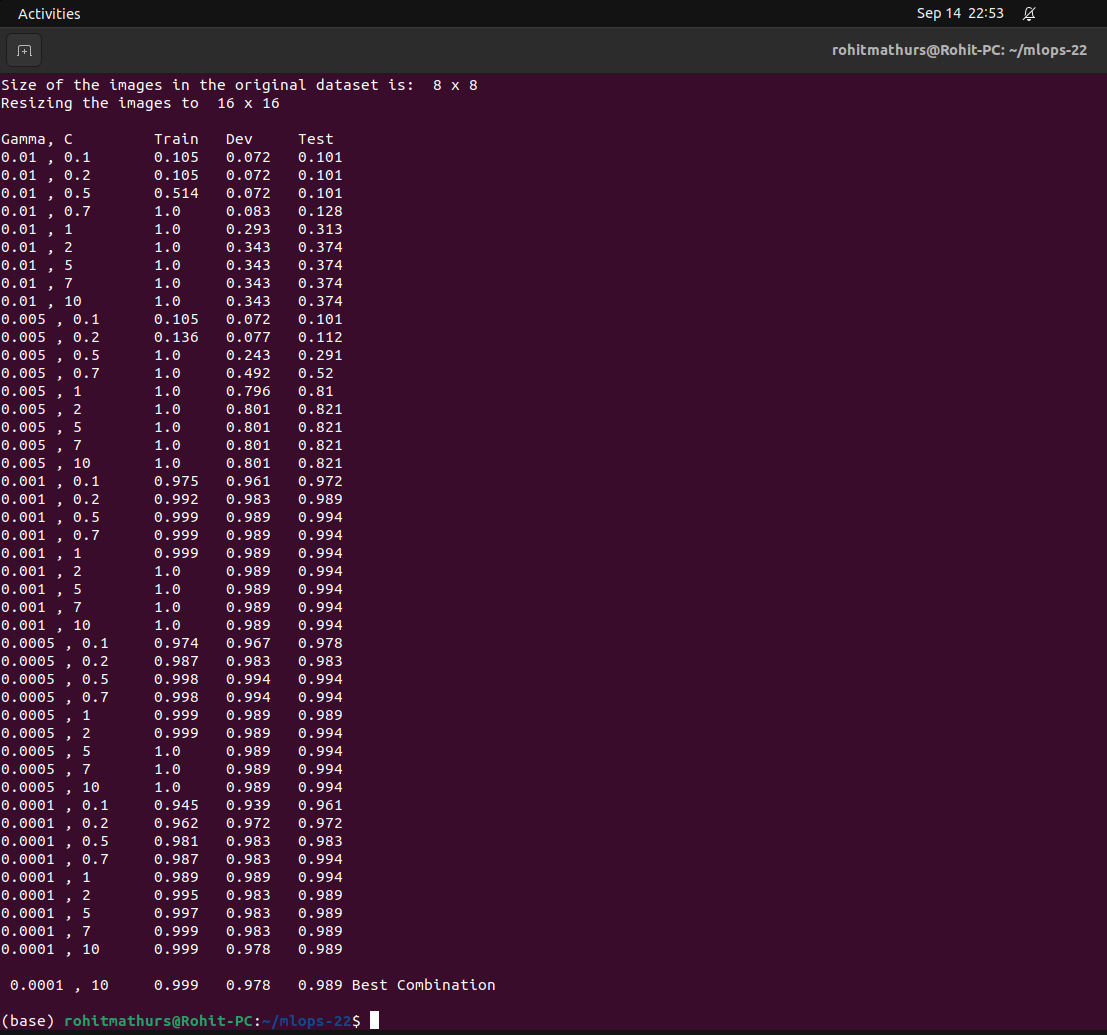 Activities
Sep 14 22:53
rohitmathurs@Rohit-PC: ~/mlops-22
Size of the images in the original dataset is:  8 x 8
Resizing the images to  16 x 16
Gamma, C         Train   Dev     Test
0.01 , 0.1       0.105   0.072   0.101
0.01 , 0.2       0.105   0.072   0.101
0.01 , 0.5       0.514   0.072   0.101
0.01 , 0.7       1.0     0.083   0.128
0.01 , 1         1.0     0.293   0.313
0.01 , 2         1.0     0.343   0.374
0.01 , 5         1.0     0.343   0.374
0.01 , 7         1.0     0.343   0.374
0.01 , 10        1.0     0.343   0.374
0.005 , 0.1      0.105   0.072   0.101
0.005 , 0.2      0.136   0.077   0.112
0.005 , 0.5      1.0     0.243   0.291
0.005 , 0.7      1.0     0.492   0.52
0.005 , 1        1.0     0.796   0.81
0.005 , 2        1.0     0.801   0.821
0.005 , 5        1.0     0.801   0.821
0.005 , 7        1.0     0.801   0.821
0.005 , 10       1.0     0.801   0.821
0.001 , 0.1      0.975   0.961   0.972
0.001 , 0.2      0.992   0.983   0.989
0.001 , 0.5      0.999   0.989   0.994
0.001 , 0.7      0.999   0.989   0.994
0.001 , 1        0.999   0.989   0.994
0.001 , 2        1.0     0.989   0.994
0.001 , 5        1.0     0.989   0.994
0.001 , 7        1.0     0.989   0.994
0.001 , 10       1.0     0.989   0.994
0.0005 , 0.1     0.974   0.967   0.978
0.0005 , 0.2     0.987   0.983   0.983
0.0005 , 0.5     0.998   0.994   0.994
0.0005 , 0.7     0.998   0.994   0.994
0.0005 , 1       0.999   0.989   0.989
0.0005 , 2       0.999   0.989   0.994
0.0005 , 5       1.0     0.989   0.994
0.0005 , 7       1.0     0.989   0.994
0.0005 , 10      1.0     0.989   0.994
0.0001 , 0.1     0.945   0.939   0.961
0.0001 , 0.2     0.962   0.972   0.972
0.0001 , 0.5     0.981   0.983   0.983
0.0001 , 0.7     0.987   0.983   0.994
0.0001 , 1       0.989   0.989   0.994
0.0001 , 2       0.995   0.983   0.989
0.0001 , 5       0.997   0.983   0.989
0.0001 , 7       0.999   0.983   0.989
0.0001 , 10      0.999   0.978   0.989
0.0001 , 10     0.999   0.978   0.989 Best Combination
(base) rohitmathurs@Rohit-PC:~/mlops-22$